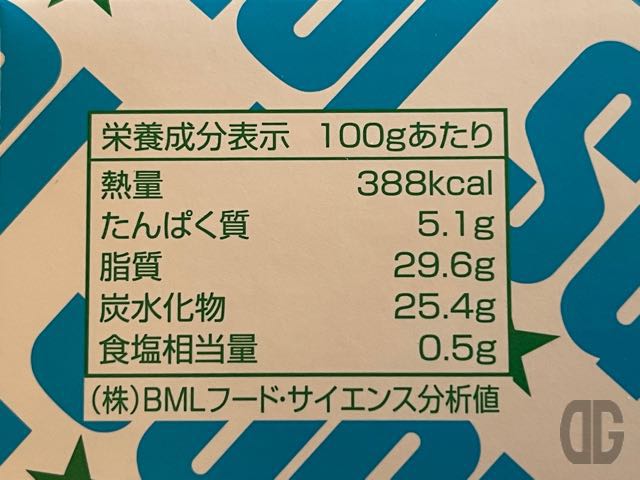 栄養成分表示 100gあたり
熱量 388kcal
たんぱく質 5.1g
脂質 29.6g
炭水化物 25.4g
食塩相当量 0.5g
(株)BMLフード・サイエンス分析値
DG